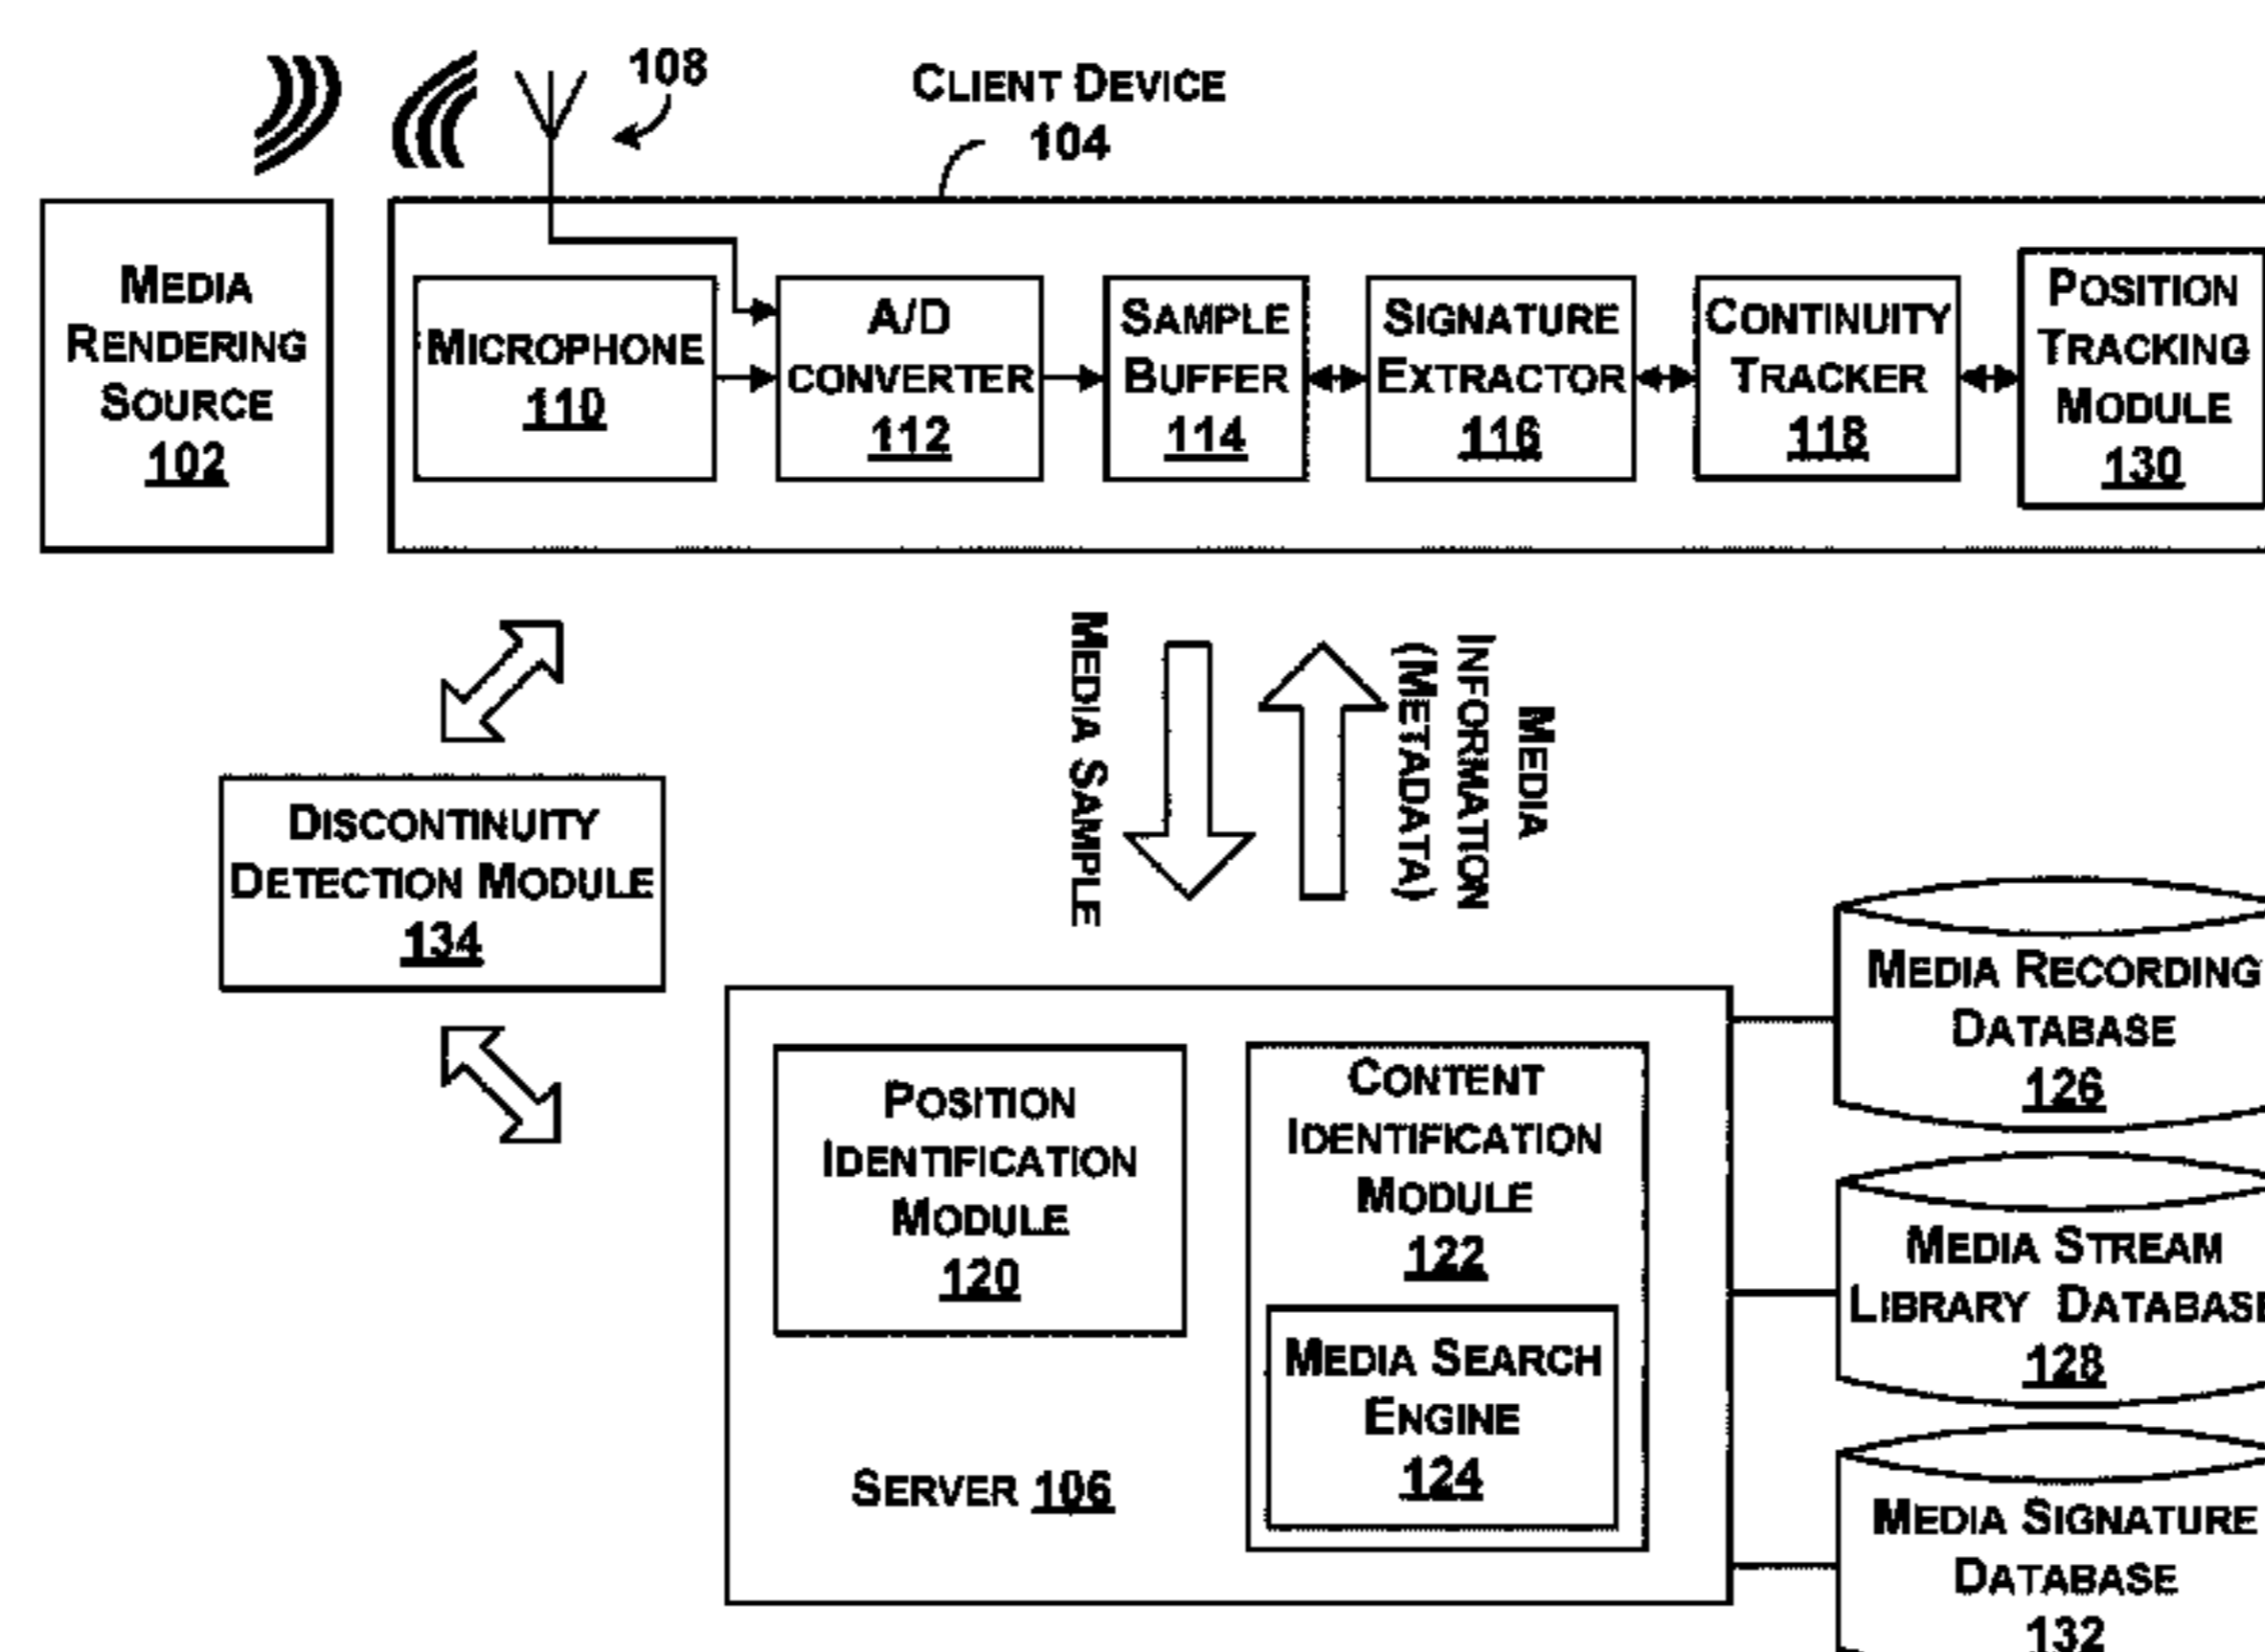 108
CLIENT DEVICE
104
MEDIA
RENDERING
SOURCE
102
MICROPHONE
110
A/D
CONVERTER
112
SAMPLE
BUFFER
114
SIGNATURE
EXTRACTOR
116
CONTINUITY
TRACKER
118
POSITION
TRACKING
MODULE
130
MEDIA SAMPLE
MEDIA
INFORMATION
(METADATA)
DISCONTINUITY
DETECTION MODULE
134
POSITION
IDENTIFICATION
MODULE
120
CONTENT
IDENTIFICATION
MODULE
122
MEDIA SEARCH
ENGINE
124
SERVER 106
MEDIA RECORDING
DATABASE
126
MEDIA STREAM
LIBRARY DATABASE
128
MEDIA SIGNATURE
DATABASE
132